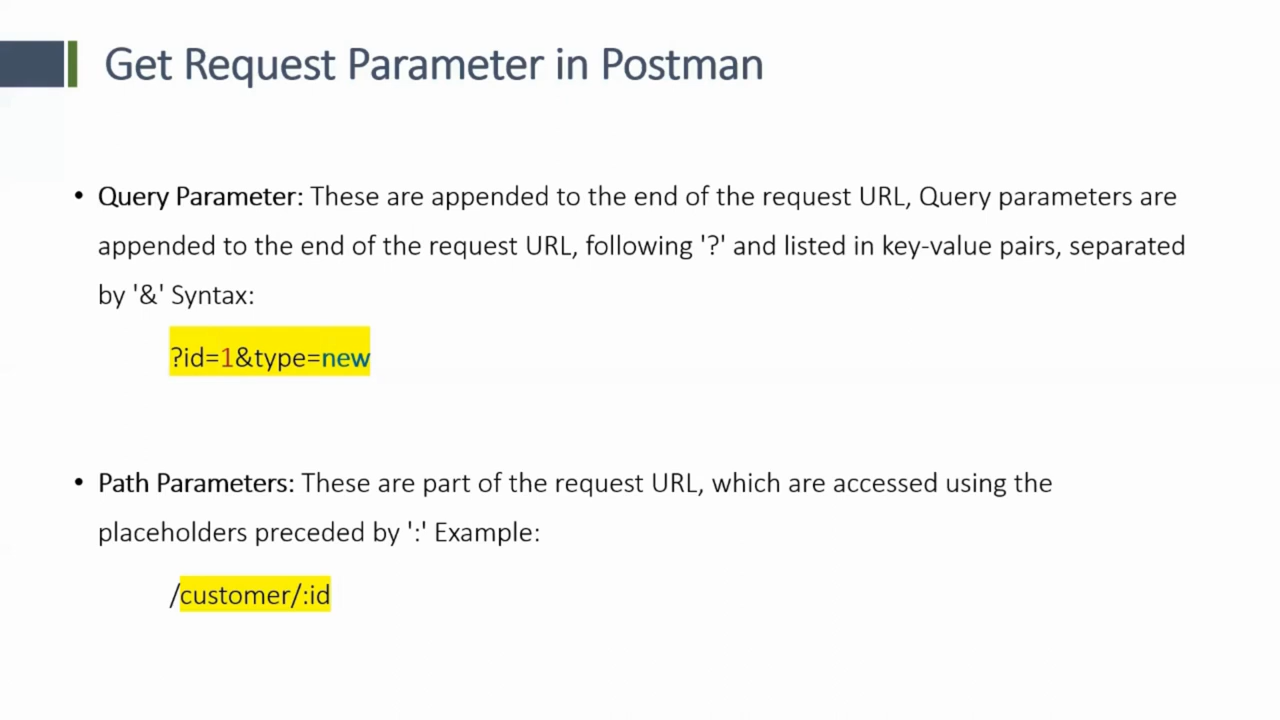 Get Request Parameter in Postman
• Query Parameter: These are appended to the end of the request URL, Query parameters are
appended to the end of the request URL, following '?' and listed in key-value pairs, separated
by '&' Syntax:
?id=1&type=new
• Path Parameters: These are part of the request URL, which are accessed using the
placeholders preceded by ':' Example:
/customer/:id